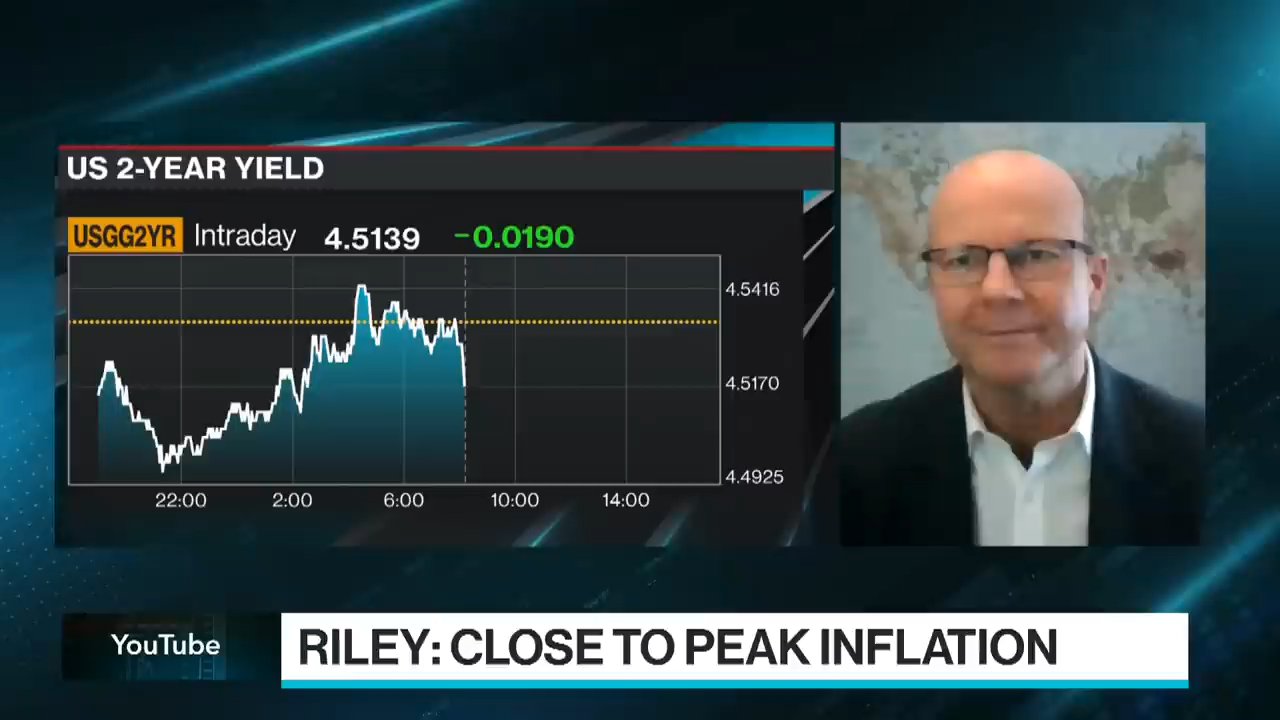 US 2-YEAR YIELD
USGG2YR Intraday 4.5139 -0.0190
4.5416
4.5170
4.4925
22:00 2:00 6:00 10:00 14:00
YouTube
RILEY: CLOSE TO PEAK INFLATION